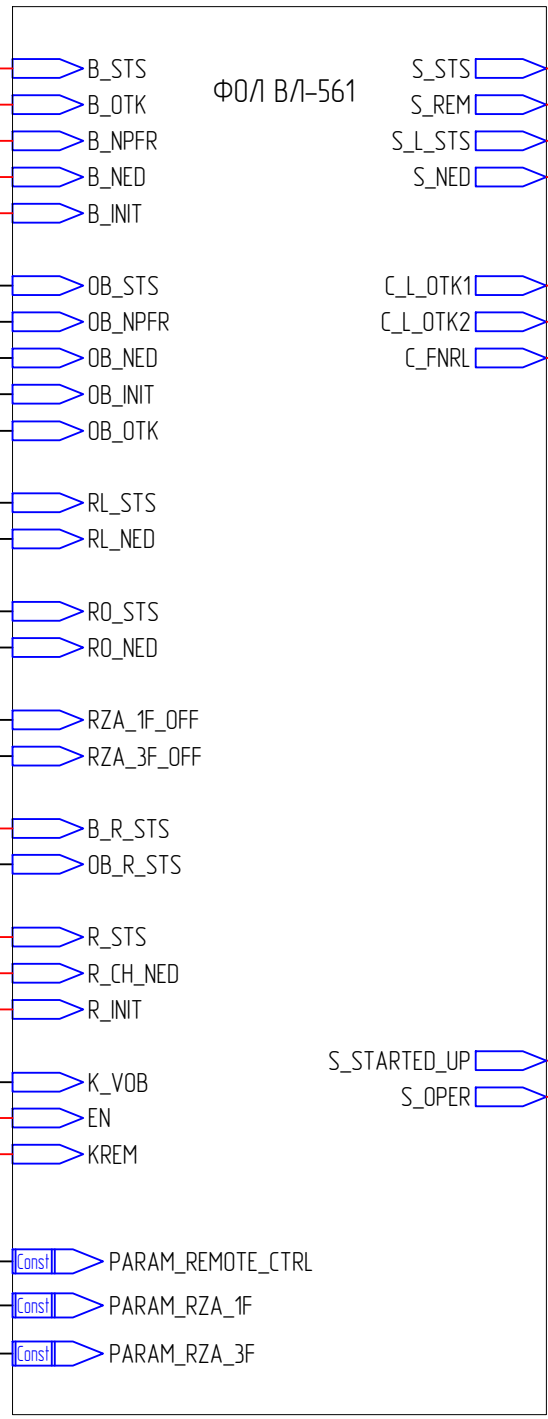 ФОЛ ВЛ-561
B_STS
B_OTK
B_NPFR
B_NED
B_INIT
OB_STS
OB_NPFR
OB_NED
OB_INIT
OB_OTK
RL_STS
RL_NED
RO_STS
RO_NED
RZA_1F_OFF
RZA_3F_OFF
B_R_STS
OB_R_STS
R_STS
R_CH_NED
R_INIT
K_VOB
EN
KREM
Const PARAM_REMOTE_CTRL
Const PARAM_RZA_1F
Const PARAM_RZA_3F
S_STS
S_REM
S_L_STS
S_NED
C_L_OTK1
C_L_OTK2
C_FNRL
S_STARTED_UP
S_OPER